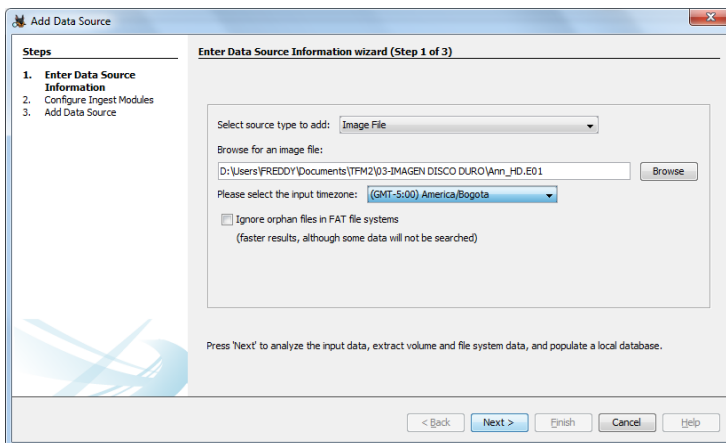 Add Data Source
Steps
1. Enter Data Source
Information
2. Configure Ingest Modules
3. Add Data Source
Enter Data Source Information wizard (Step 1 of 3)
Select source type to add: Image File
Browse for an image file:
D:\Users\FREDDY\Documents\TFM2\03-IMAGEN DISCO DURO\Ann_HD.E01 Browse
Please select the input timezone: (GMT-5:00) America/Bogota
Ignore orphan files in FAT file systems
(faster results, although some data will not be searched)
Press 'Next' to analyze the input data, extract volume and file system data, and populate a local database.
< Back Next > Finish Cancel Help